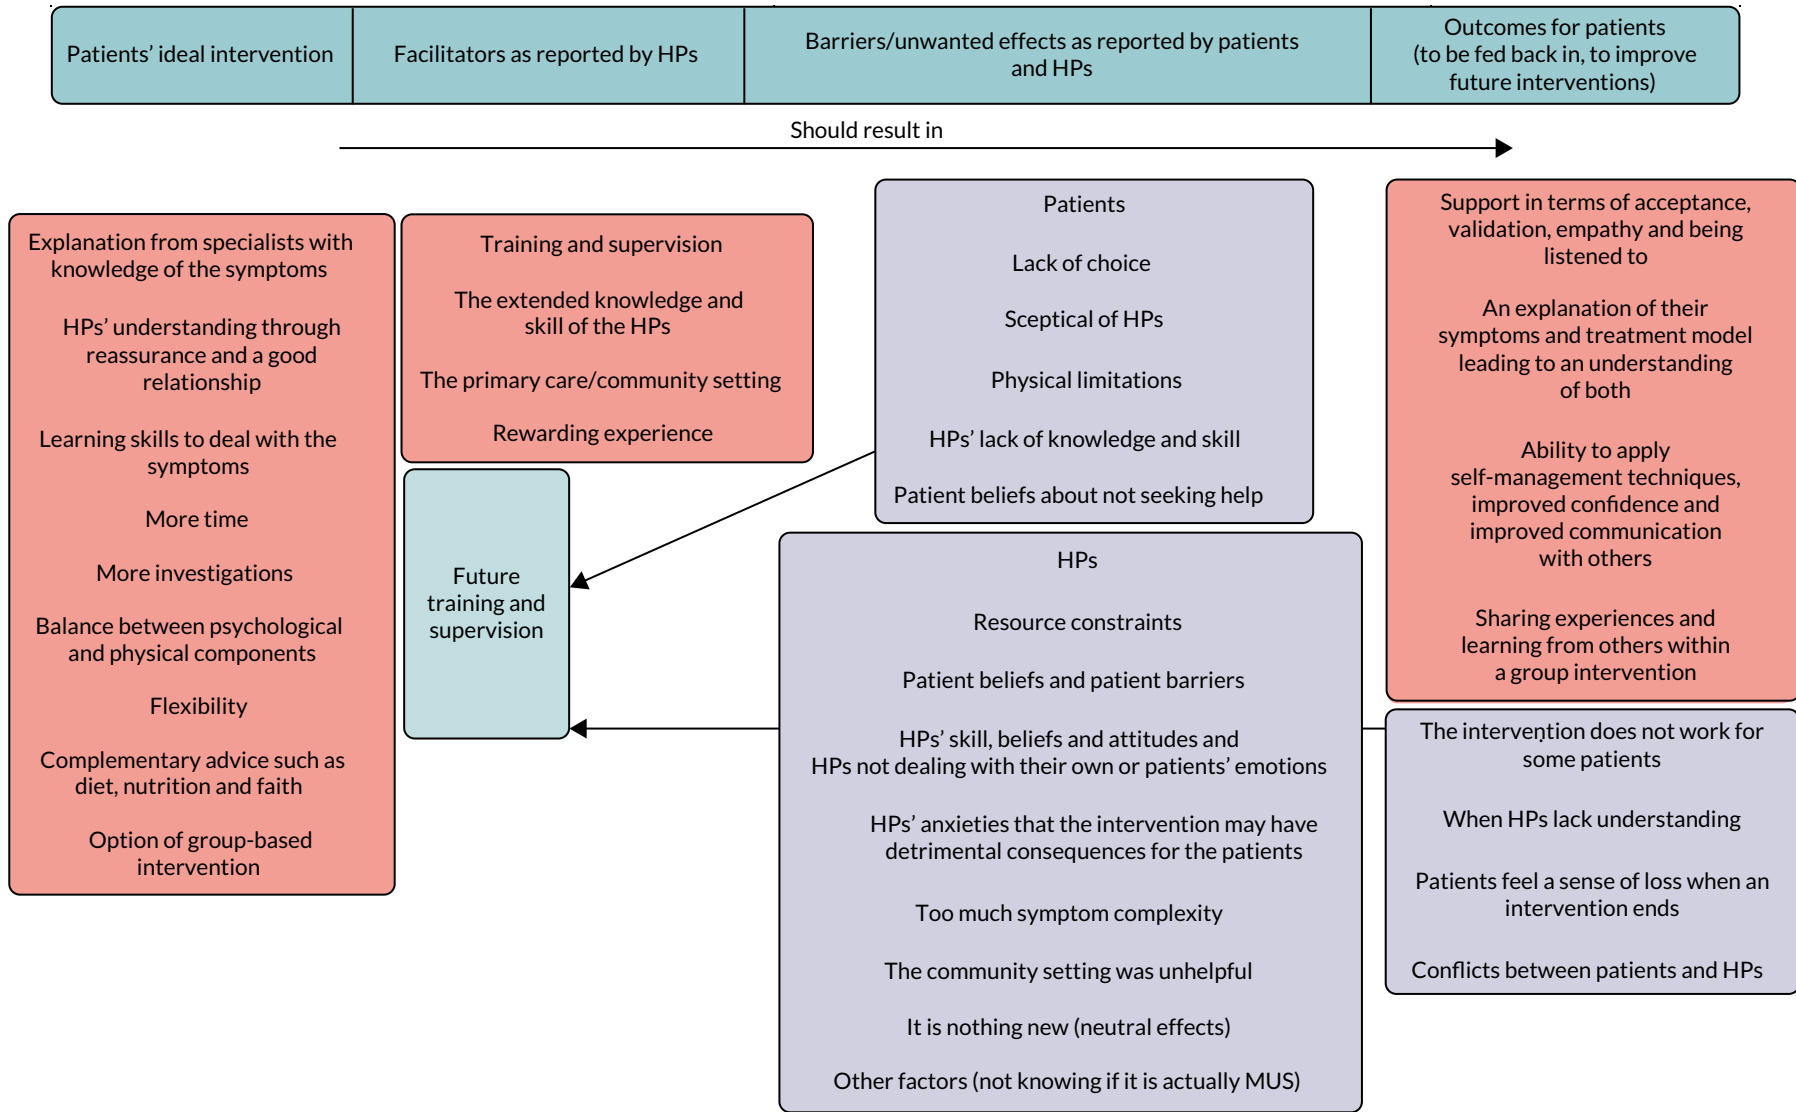 Patients’ ideal intervention
Facilitators as reported by HPs
Barriers/unwanted effects as reported by patients
and HPs
Outcomes for patients
(to be fed back in, to improve
future interventions)
Should result in
Explanation from specialists with
knowledge of the symptoms
HPs’ understanding through
reassurance and a good
relationship
Learning skills to deal with the
symptoms
More time
More investigations
Balance between psychological
and physical components
Flexibility
Complementary advice such as
diet, nutrition and faith
Option of group-based
intervention
Training and supervision
The extended knowledge and
skill of the HPs
The primary care/community setting
Rewarding experience
Future
training and
supervision
Patients
Lack of choice
Sceptical of HPs
Physical limitations
HPs’ lack of knowledge and skill
Patient beliefs about not seeking help
HPs
Resource constraints
Patient beliefs and patient barriers
HPs’ skill, beliefs and attitudes and
HPs not dealing with their own or patients’ emotions
HPs’ anxieties that the intervention may have
detrimental consequences for the patients
Too much symptom complexity
The community setting was unhelpful
It is nothing new (neutral effects)
Other factors (not knowing if it is actually MUS)
Support in terms of acceptance,
validation, empathy and being
listened to
An explanation of their
symptoms and treatment model
leading to an understanding
of both
Ability to apply
self-management techniques,
improved confidence and
improved communication
with others
Sharing experiences and
learning from others within
a group intervention
The intervention does not work for
some patients
When HPs lack understanding
Patients feel a sense of loss when an
intervention ends
Conflicts between patients and HPs